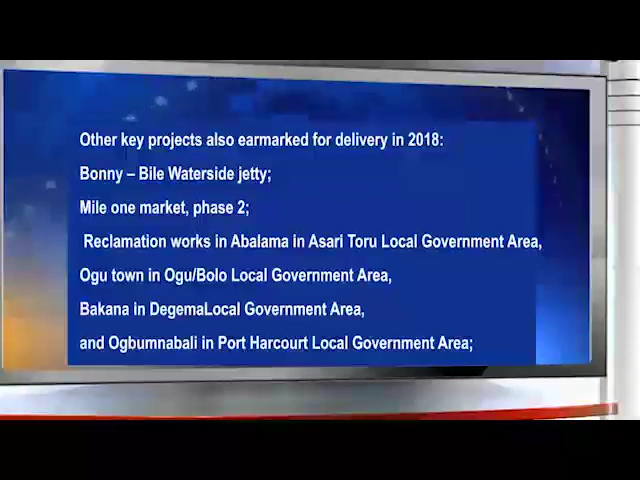 Other key projects also earmarked for delivery in 2018:
Bonny – Bile Waterside jetty;
Mile one market, phase 2;
Reclamation works in Abalama in Asari Toru Local Government Area,
Ogu town in Ogu/Bolo Local Government Area,
Bakana in DegemaLocal Government Area,
and Ogbumnabali in Port Harcourt Local Government Area;